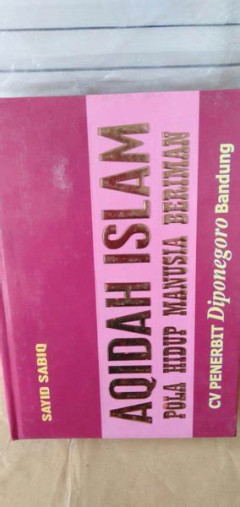 SAYID SABIQ
AQIDAH ISLAM
POLA HIDUP MANUSIA BERIMAN
CV PENERBIT Diponegoro Bandung